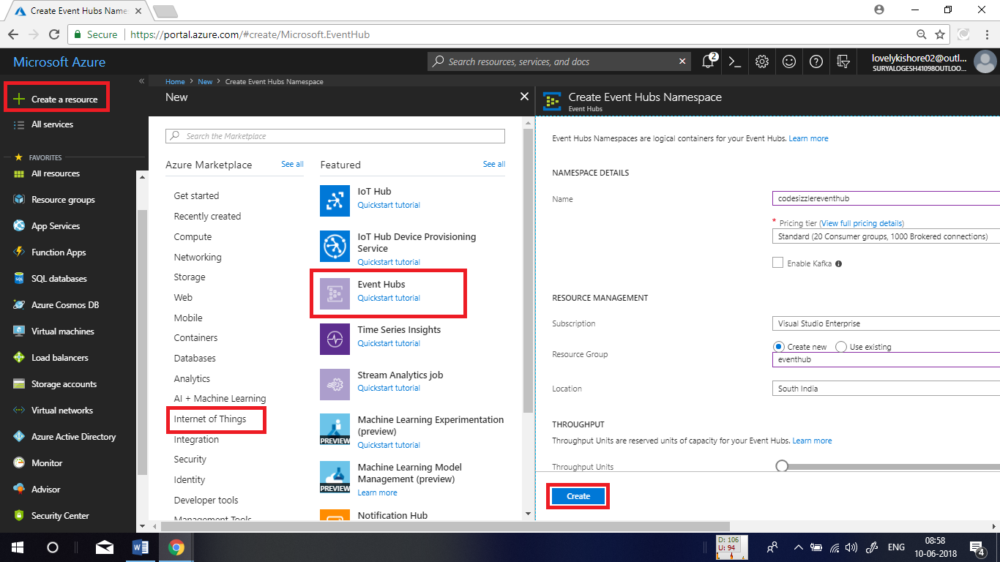 Create Event Hubs Name
Secure
https://portal.azure.com/#create/Microsoft.EventHub
Microsoft Azure
Search resources, services, and docs
2
lovelykishore02@outl...
SURYALOGESH41098OUTLOO...
Create a resource
All services
FAVORITES
All resources
Resource groups
App Services
Function Apps
SQL databases
Azure Cosmos DB
Virtual machines
Load balancers
Storage accounts
Virtual networks
Azure Active Directory
Monitor
Advisor
Security Center
Home > New > Create Event Hubs Namespace
New
Search the Marketplace
Azure Marketplace
See all
Get started
Recently created
Compute
Networking
Storage
Web
Mobile
Containers
Databases
Analytics
AI + Machine Learning
Internet of Things
Integration
Security
Identity
Developer tools
Management Tools
Featured
See all
IoT Hub
Quickstart tutorial
IoT Hub Device Provisioning
Service
Quickstart tutorial
Event Hubs
Quickstart tutorial
Time Series Insights
Quickstart tutorial
Stream Analytics job
Quickstart tutorial
PREVIEW
Machine Learning Experimentation
(preview)
Quickstart tutorial
PREVIEW
Machine Learning Model
Management (preview)
Learn more
Notification Hub
Create Event Hubs Namespace
Event Hubs
Event Hubs Namespaces are logical containers for your Event Hubs. Learn more
NAMESPACE DETAILS
Name
codesizzlereventhub
* Pricing tier (View full pricing details)
Standard (20 Consumer groups, 1000 Brokered connections)
Enable Kafka
RESOURCE MANAGEMENT
Subscription
Visual Studio Enterprise
Resource Group
Create new
Use existing
eventhub
Location
South India
THROUGHPUT
Throughput Units are reserved units of capacity for your Event Hubs. Learn more
Throughput Units
Create
D: 106
U: 94
ENG
08:58
10-06-2018
4